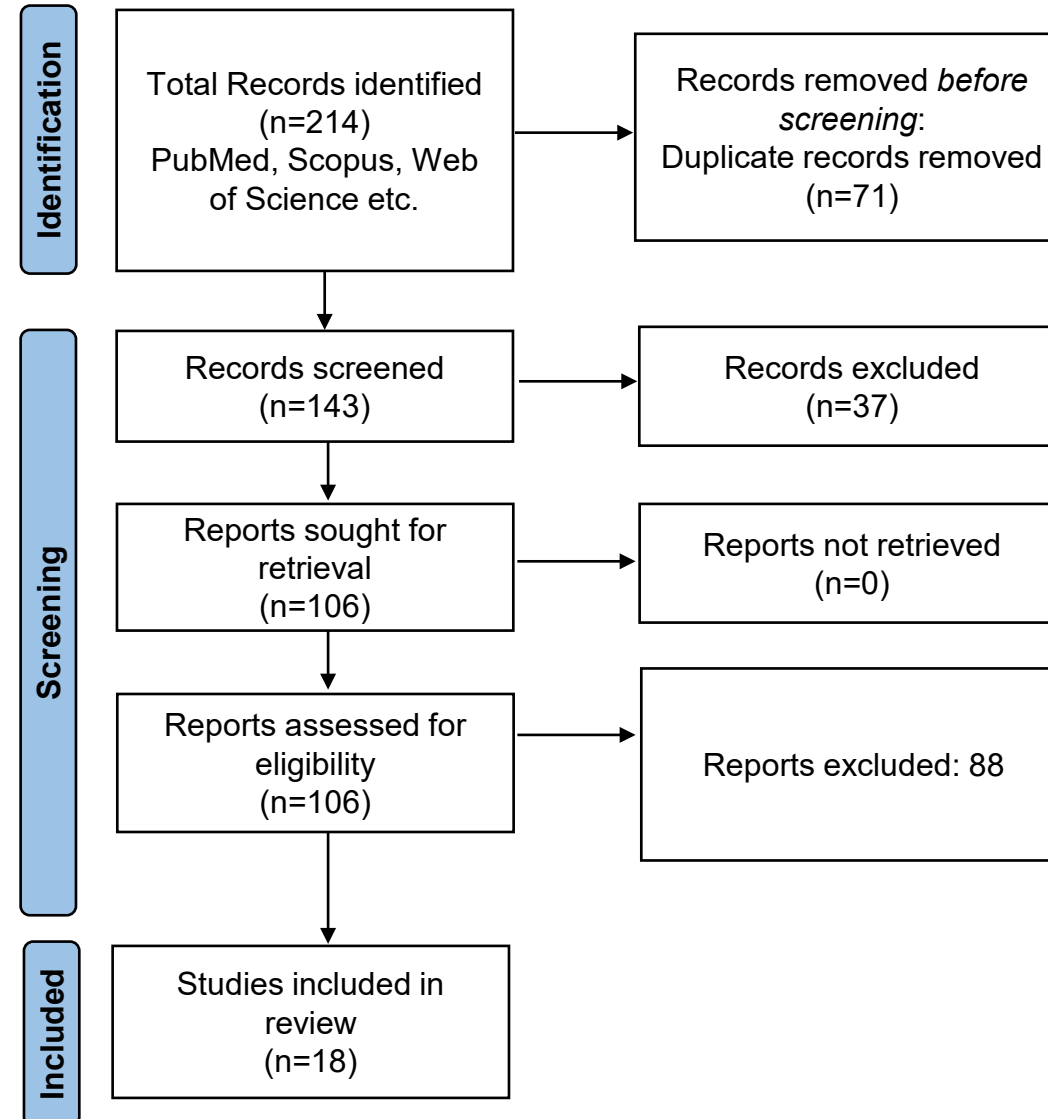 Identification
Total Records identified
(n=214)
PubMed, Scopus, Web
of Science etc.
Records removed before
screening:
Duplicate records removed
(n=71)
Screening
Records screened
(n=143)
Records excluded
(n=37)
Reports sought for
retrieval
(n=106)
Reports not retrieved
(n=0)
Reports assessed for
eligibility
(n=106)
Reports excluded: 88
Included
Studies included in
review
(n=18)